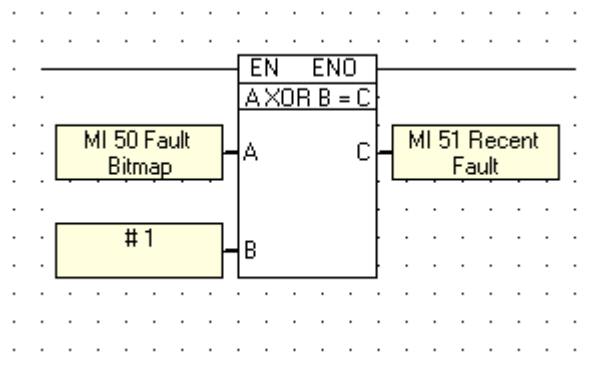 EN ENO
A XOR B = C
MI 50 Fault
Bitmap
A
C
MI 51 Recent
Fault
# 1
B